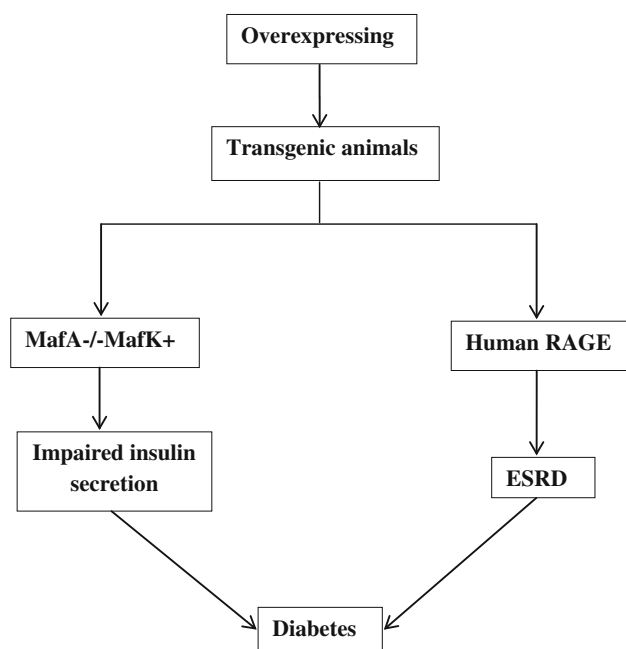 Overexpressing
Transgenic animals
MafA-/-MafK+
Human RAGE
Impaired insulin
secretion
ESRD
Diabetes